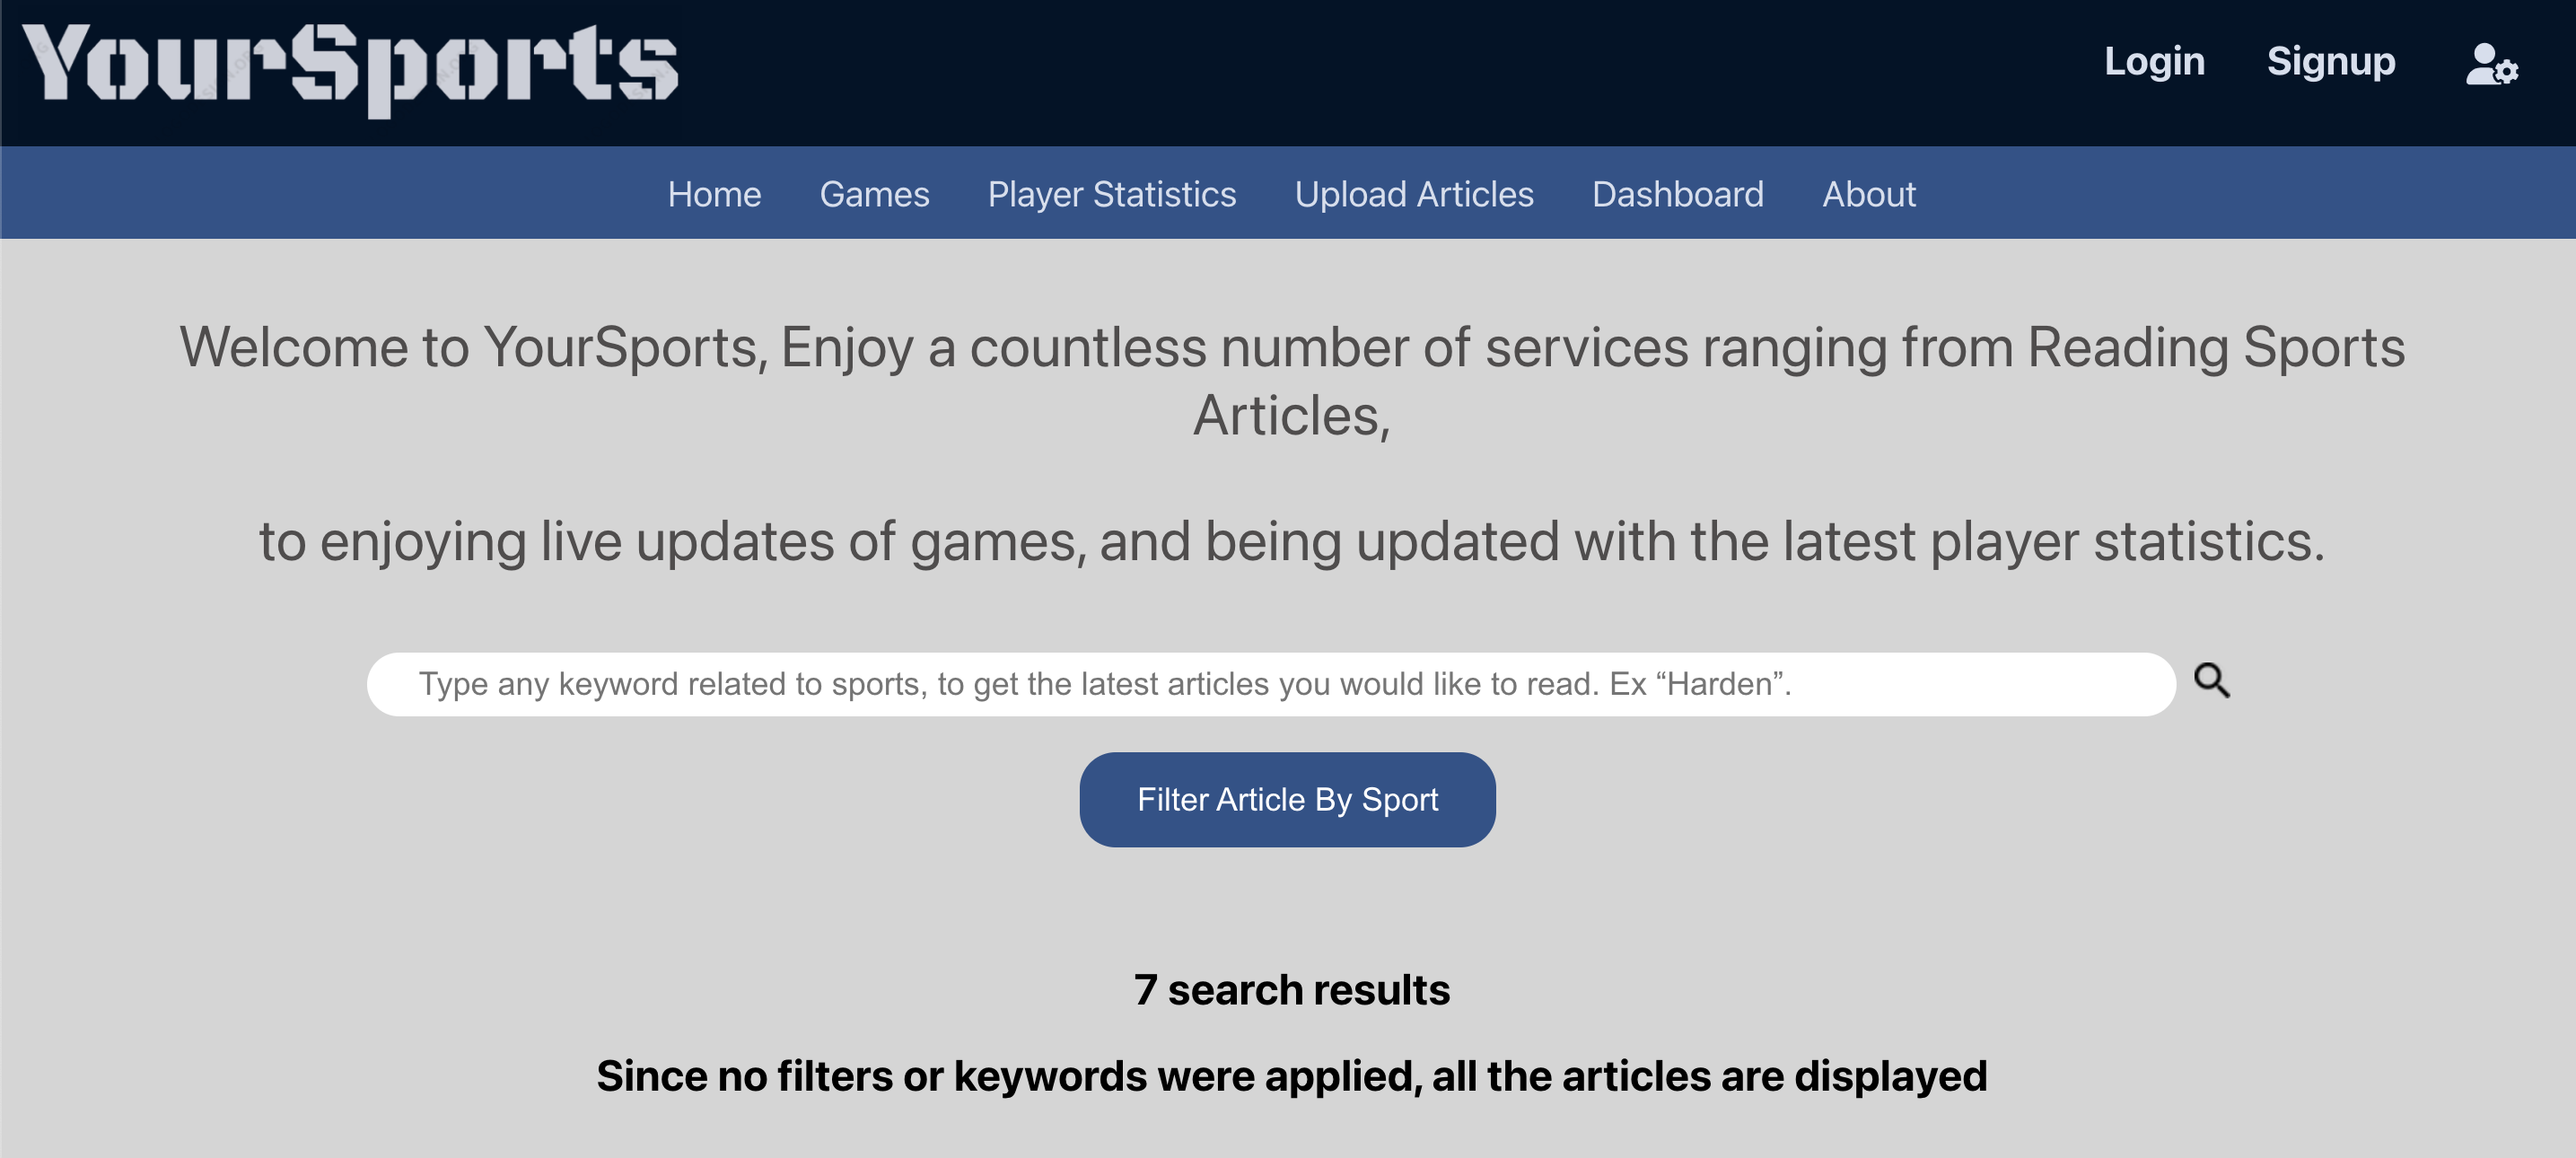 YourSports
Login Signup
Home Games Player Statistics Upload Articles Dashboard About
Welcome to YourSports, Enjoy a countless number of services ranging from Reading Sports
Articles,
to enjoying live updates of games, and being updated with the latest player statistics.
Type any keyword related to sports, to get the latest articles you would like to read. Ex “Harden”.
Filter Article By Sport
7 search results
Since no filters or keywords were applied, all the articles are displayed